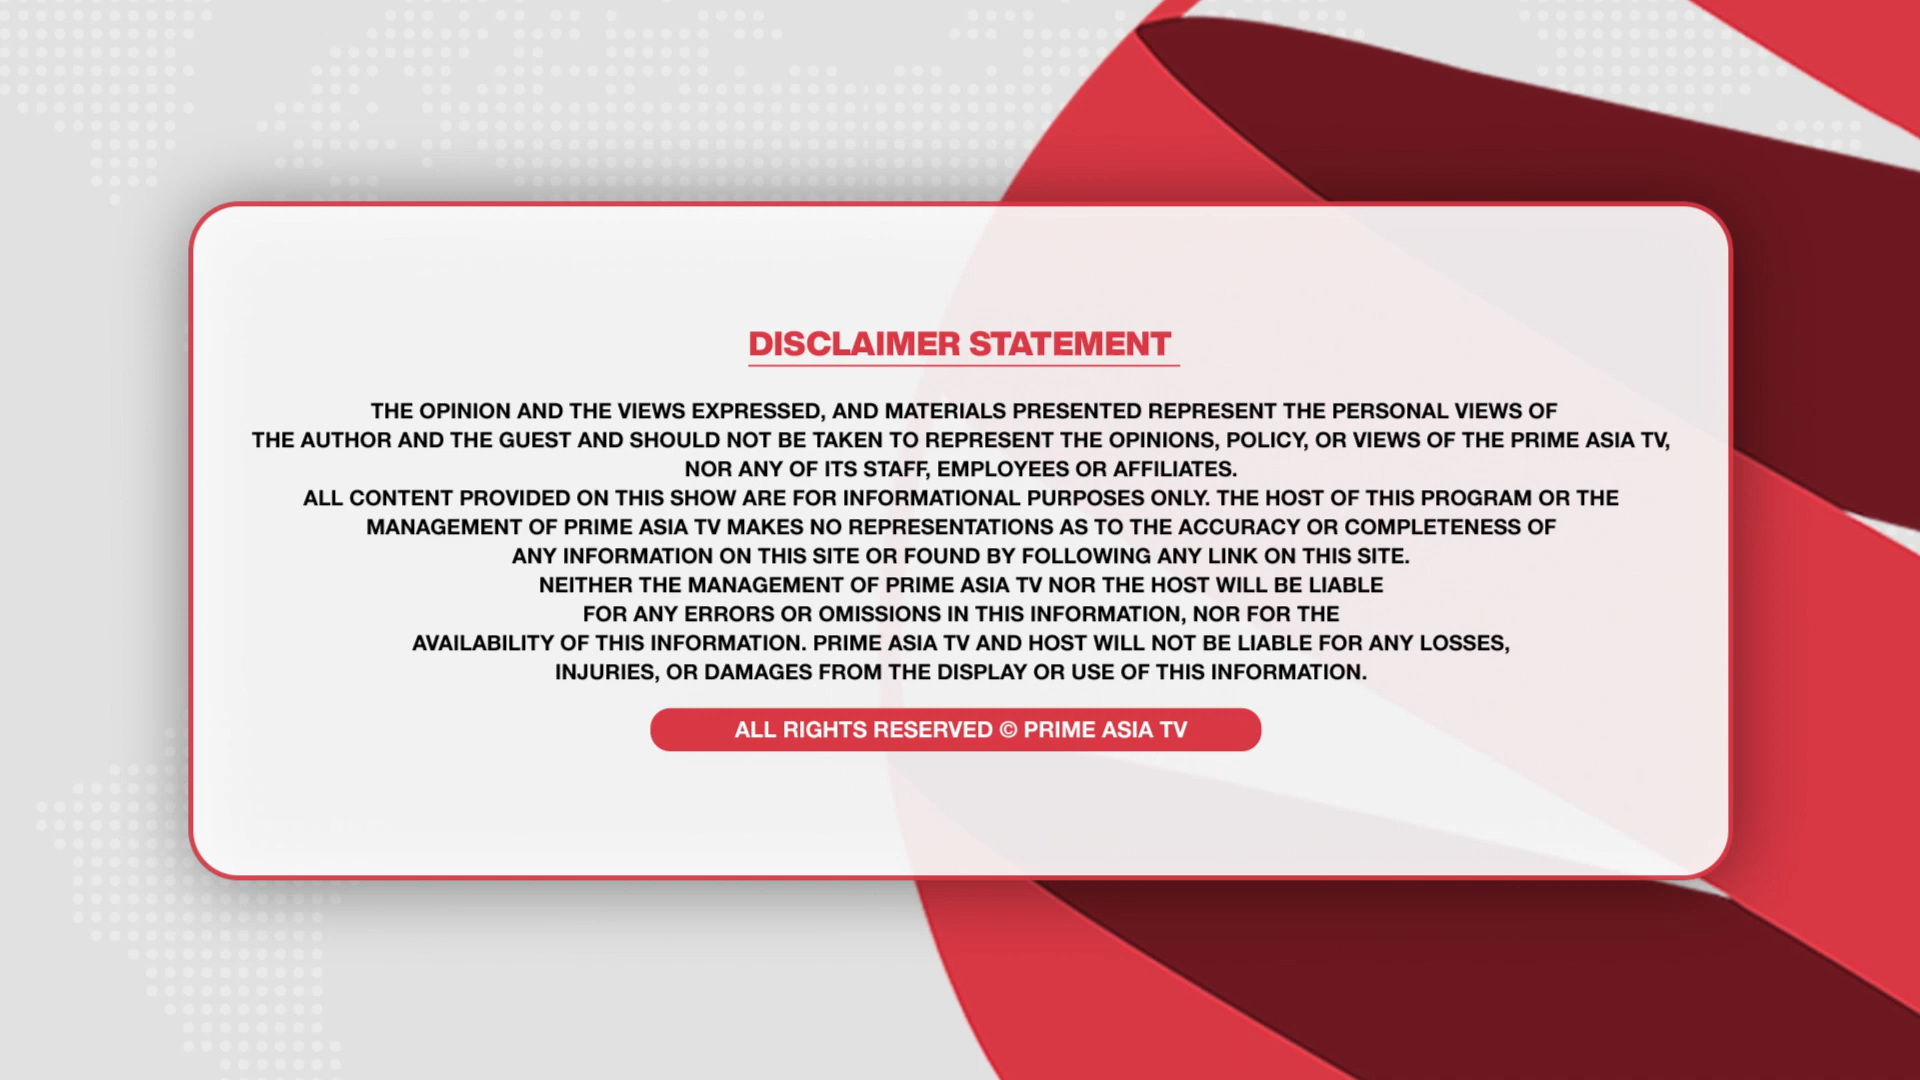 DISCLAIMER STATEMENT
THE OPINION AND THE VIEWS EXPRESSED, AND MATERIALS PRESENTED REPRESENT THE PERSONAL VIEWS OF
THE AUTHOR AND THE GUEST AND SHOULD NOT BE TAKEN TO REPRESENT THE OPINIONS, POLICY, OR VIEWS OF THE PRIME ASIA TV,
NOR ANY OF ITS STAFF, EMPLOYEES OR AFFILIATES.
ALL CONTENT PROVIDED ON THIS SHOW ARE FOR INFORMATIONAL PURPOSES ONLY. THE HOST OF THIS PROGRAM OR THE
MANAGEMENT OF PRIME ASIA TV MAKES NO REPRESENTATIONS AS TO THE ACCURACY OR COMPLETENESS OF
ANY INFORMATION ON THIS SITE OR FOUND BY FOLLOWING ANY LINK ON THIS SITE.
NEITHER THE MANAGEMENT OF PRIME ASIA TV NOR THE HOST WILL BE LIABLE
FOR ANY ERRORS OR OMISSIONS IN THIS INFORMATION, NOR FOR THE
AVAILABILITY OF THIS INFORMATION. PRIME ASIA TV AND HOST WILL NOT BE LIABLE FOR ANY LOSSES,
INJURIES, OR DAMAGES FROM THE DISPLAY OR USE OF THIS INFORMATION.
ALL RIGHTS RESERVED © PRIME ASIA TV